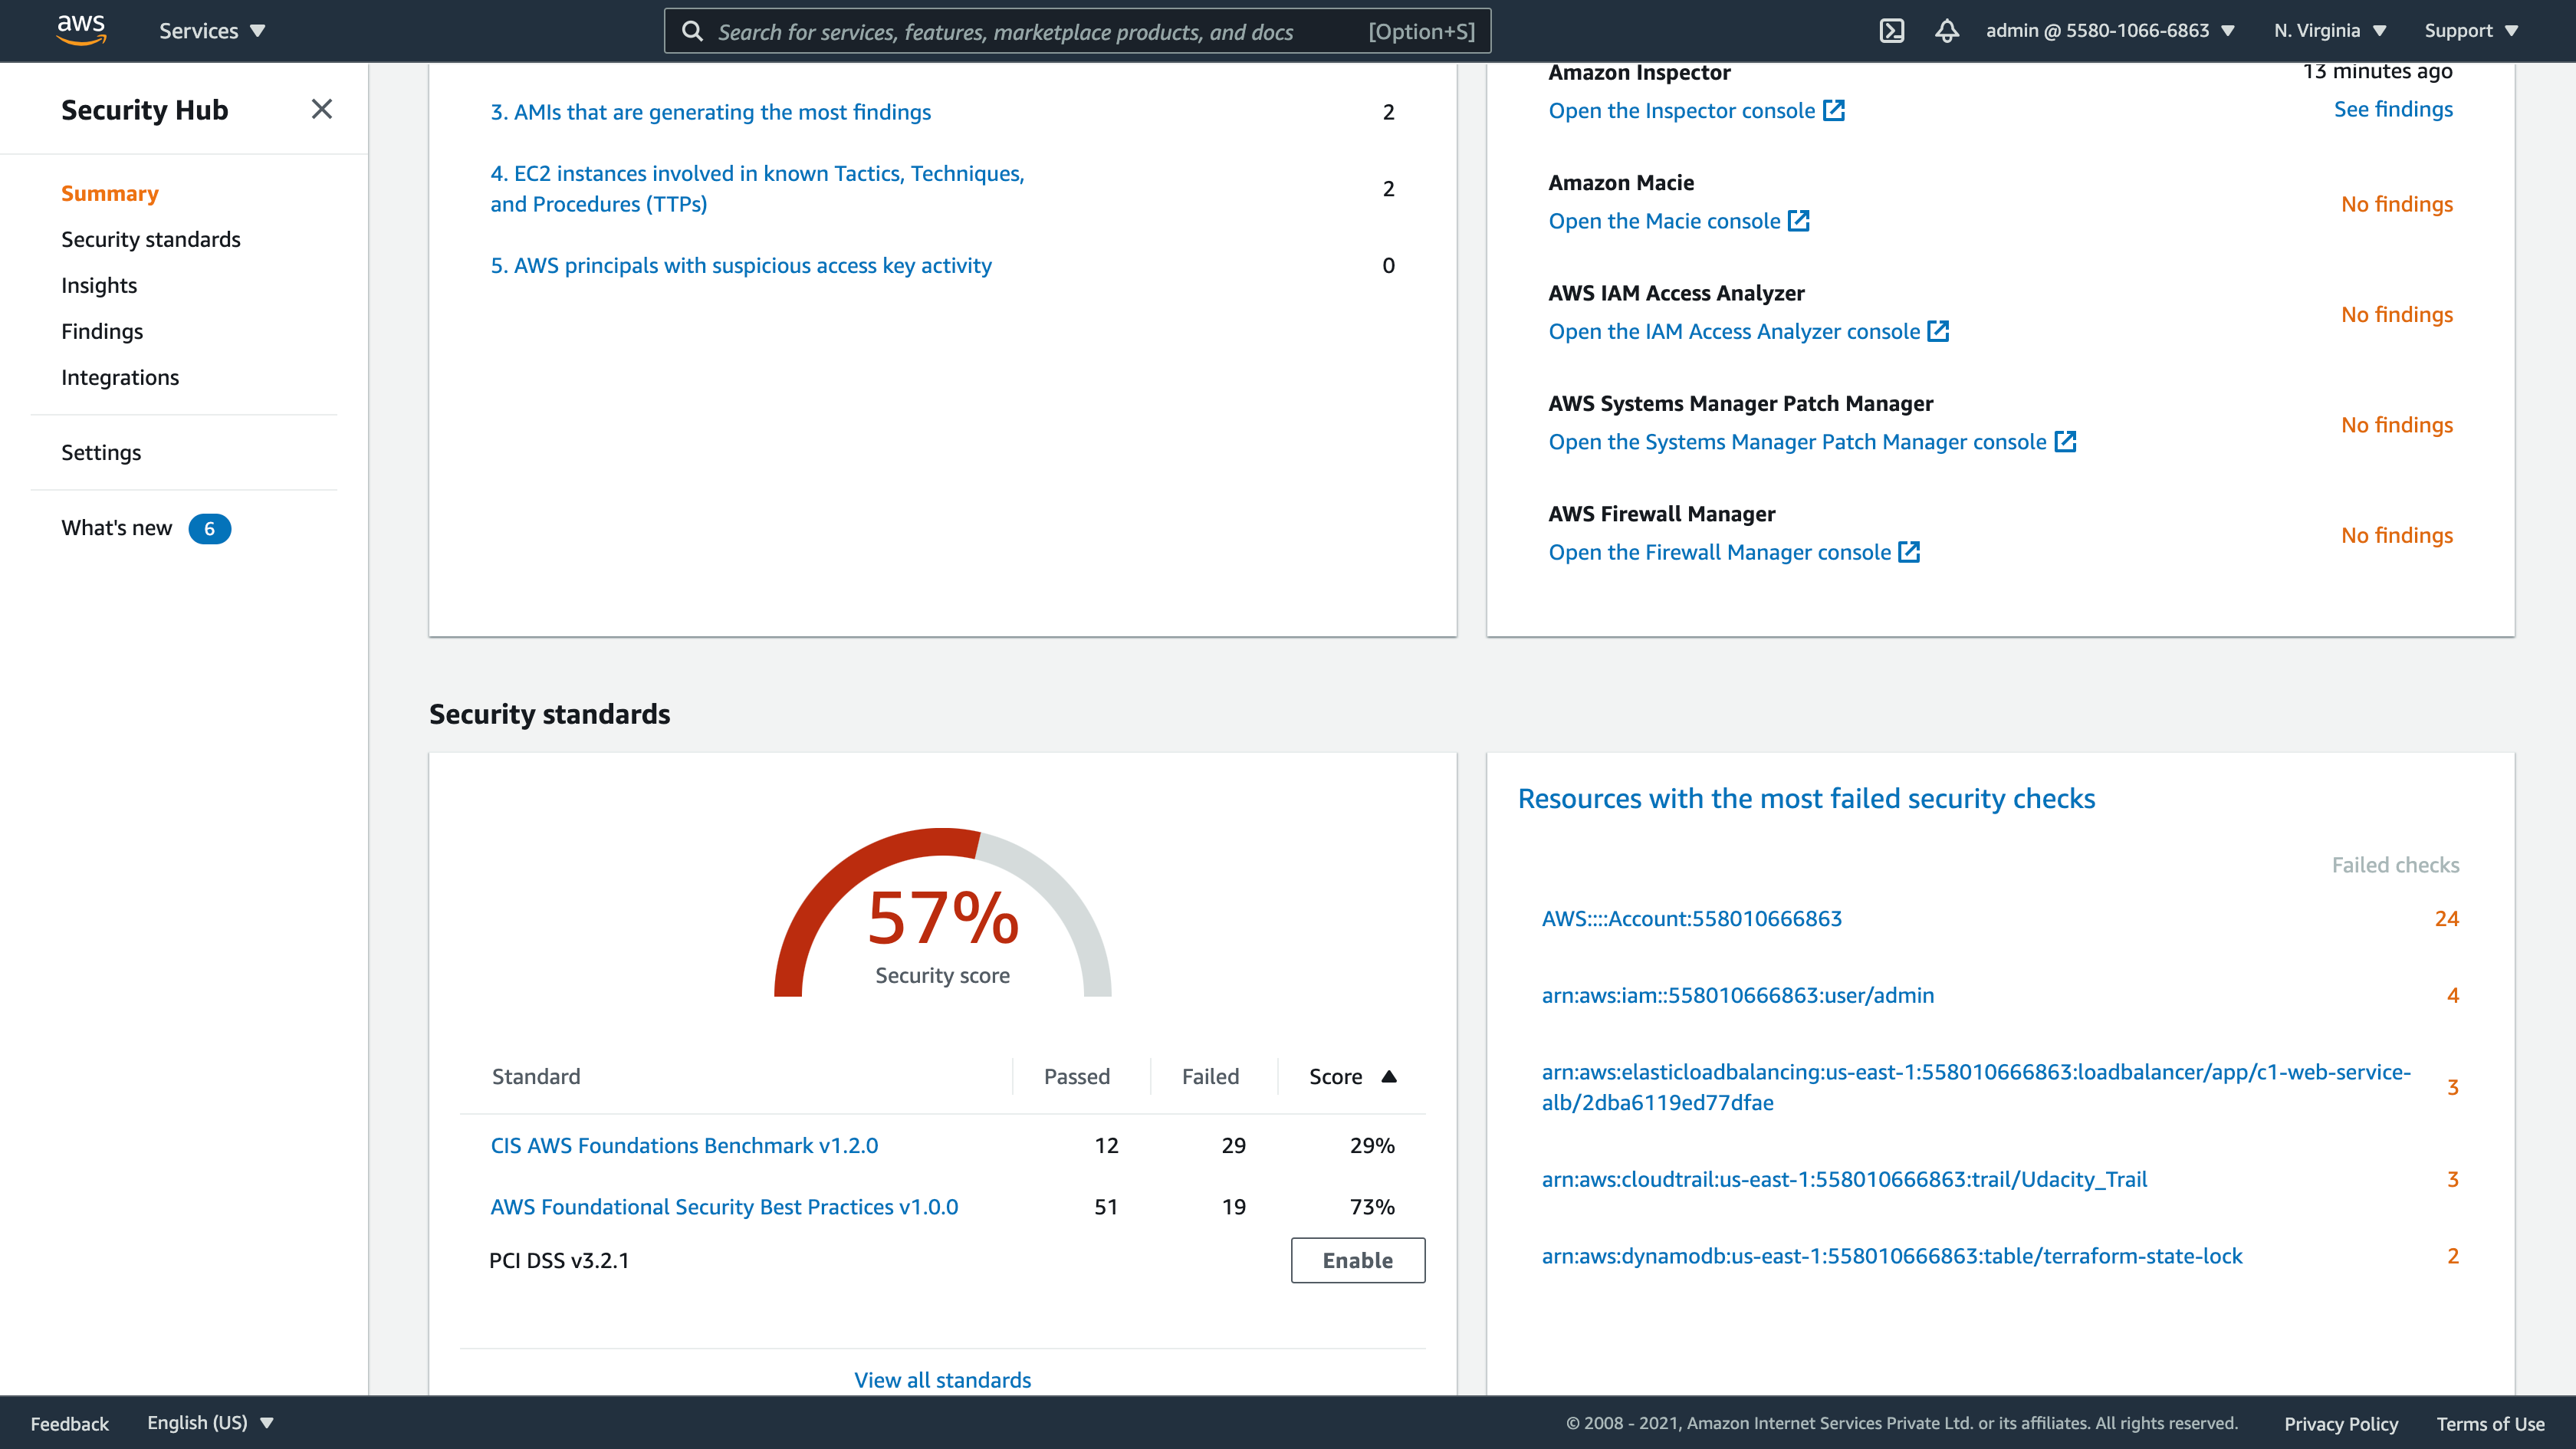 aws
Services
Search for services, features, marketplace products, and docs
[Option+S]
admin @ 5580-1066-6863
N. Virginia
Support
Security Hub
Summary
Security standards
Insights
Findings
Integrations
Settings
What's new 6
3. AMIs that are generating the most findings 2
4. EC2 instances involved in known Tactics, Techniques,
and Procedures (TTPs) 2
5. AWS principals with suspicious access key activity 0
Amazon Inspector 13 minutes ago
Open the Inspector console See findings
Amazon Macie
Open the Macie console No findings
AWS IAM Access Analyzer
Open the IAM Access Analyzer console No findings
AWS Systems Manager Patch Manager
Open the Systems Manager Patch Manager console No findings
AWS Firewall Manager
Open the Firewall Manager console No findings
Security standards
57%
Security score
Standard Passed Failed Score
CIS AWS Foundations Benchmark v1.2.0 12 29 29%
AWS Foundational Security Best Practices v1.0.0 51 19 73%
PCI DSS v3.2.1 Enable
View all standards
Resources with the most failed security checks
Failed checks
AWS::::Account:558010666863 24
arn:aws:iam::558010666863:user/admin 4
arn:aws:elasticloadbalancing:us-east-1:558010666863:loadbalancer/app/c1-web-service-
alb/2dba6119ed77dfae 3
arn:aws:cloudtrail:us-east-1:558010666863:trail/Udacity_Trail 3
arn:aws:dynamodb:us-east-1:558010666863:table/terraform-state-lock 2
Feedback
English (US)
© 2008 - 2021, Amazon Internet Services Private Ltd. or its affiliates. All rights reserved.
Privacy Policy
Terms of Use